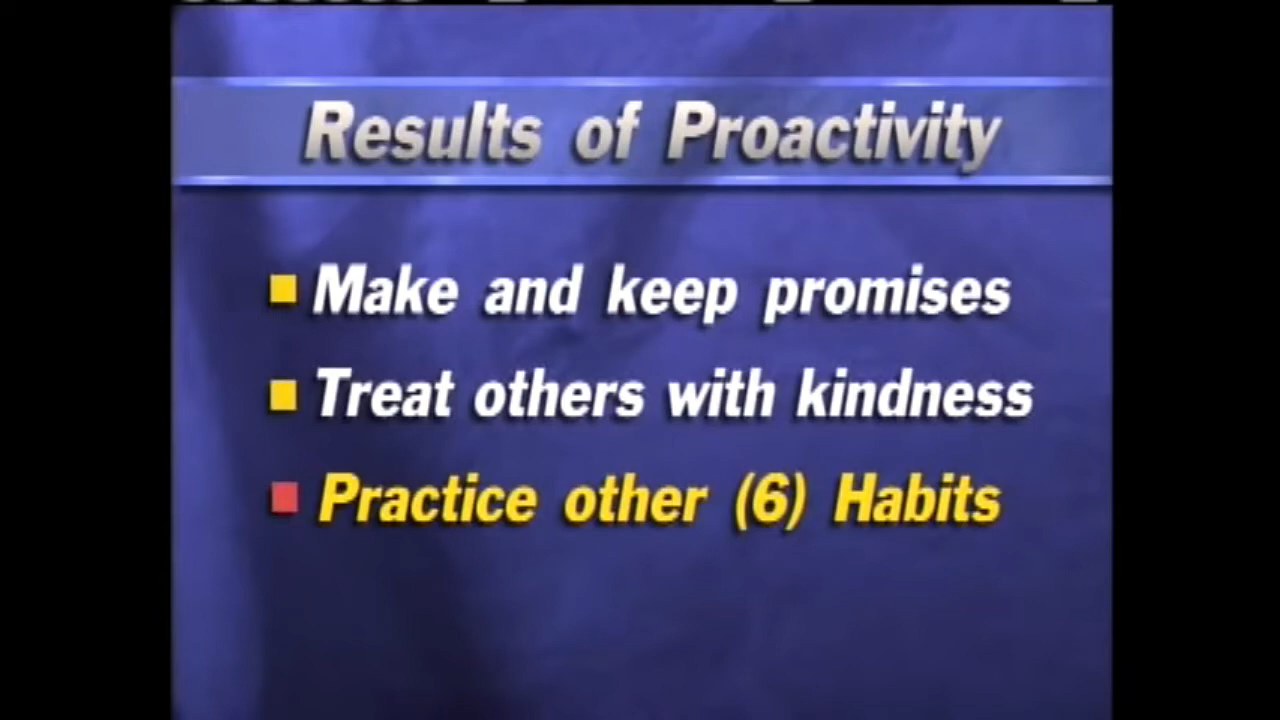 Results of Proactivity
Make and keep promises
Treat others with kindness
Practice other (6) Habits